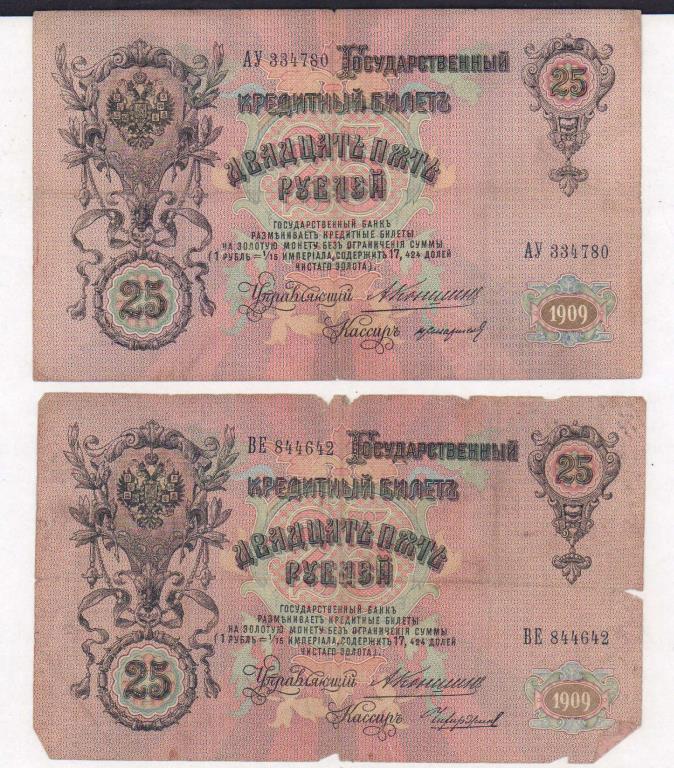 АУ 334780 Государственный 25
Кредитный Билетъ
Двадцать Пять
Рублей
ГОСУДАРСТВЕННЫЙ БАНКЪ
РАЗМѢНИВАЕТЪ КРЕДИТНЫЕ БИЛЕТЫ
НА ЗОЛОТУЮ МОНЕТУ БЕЗЪ ОГРАНИЧЕНІЯ СУММЫ
(1 РУБЛЬ = 1/15 ИМПЕРІАЛА, СОДЕРЖИТЪ 17, 424 ДОЛЕЙ
ЧИСТАГО ЗОЛОТА).
АУ 334780
25 Управляющій АКоншинъ
1909
Кассиръ
ВЕ 844642 Государственный
25
Кредитный Билетъ
Двадцать Пять
Рублей
ГОСУДАРСТВЕННЫЙ БАНКЪ
РАЗМѢНИВАЕТЪ КРЕДИТНЫЕ БИЛЕТЫ
НА ЗОЛОТУЮ МОНЕТУ БЕЗЪ ОГРАНИЧЕНІЯ СУММЫ
(1 РУБЛЬ = 1/15 ИМПЕРІАЛА, СОДЕРЖИТЪ 17, 424 ДОЛЕЙ
ЧИСТАГО ЗОЛОТА).
ВЕ 844642
25 Управляющій АКоншинъ
1909
Кассиръ